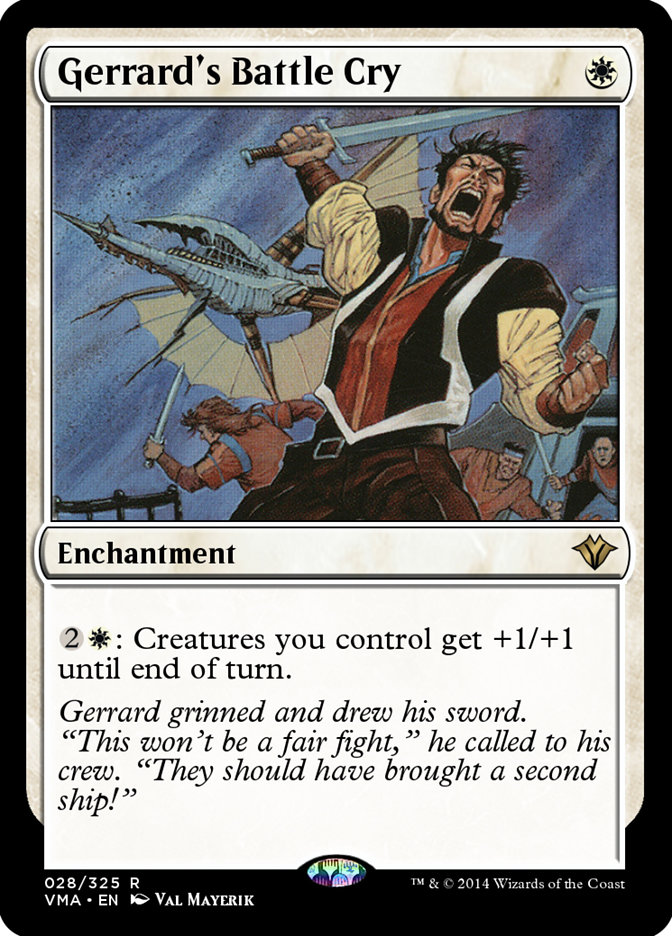 Gerrard's Battle Cry
Enchantment
2: Creatures you control get +1/+1
until end of turn.
Gerrard grinned and drew his sword.
“This won't be a fair fight,” he called to his
crew. “They should have brought a second
ship!”
028/325 R
VMA • EN Val Mayerik
™ & © 2014 Wizards of the Coast